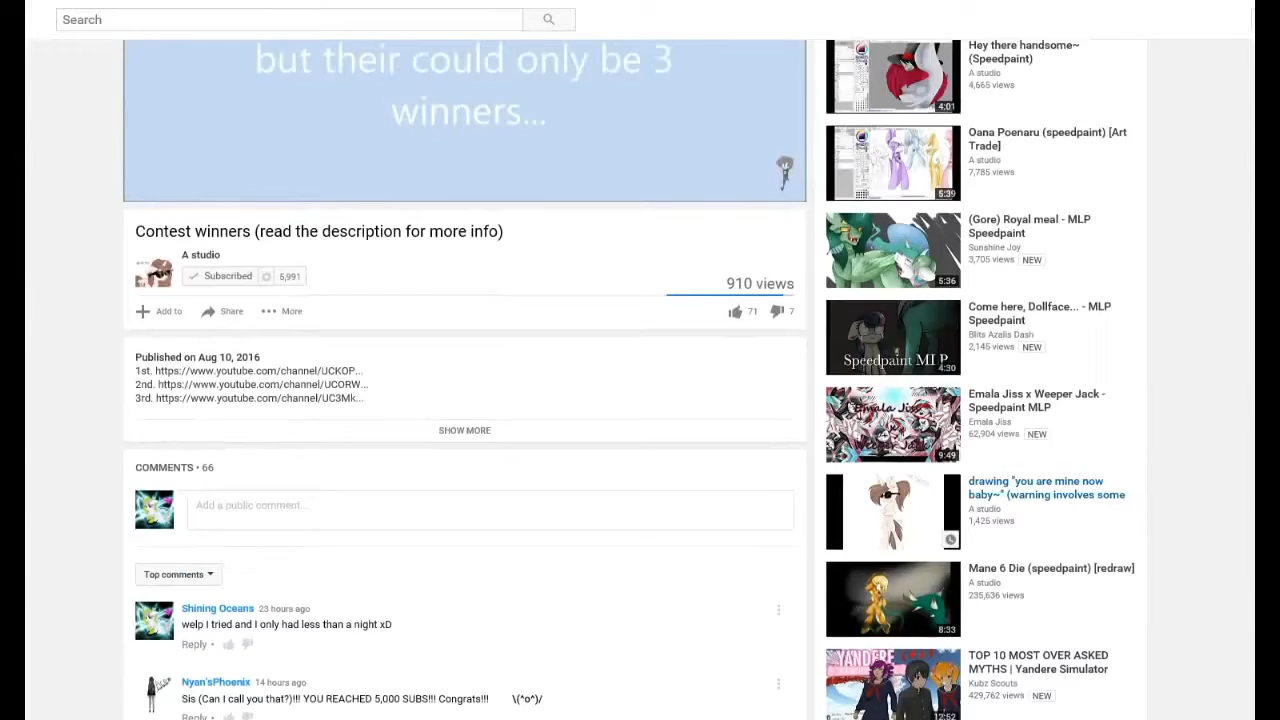 Search
but their could only be 3
winners...
Contest winners (read the description for more info)
A studio
Subscribed 5,991
910 views
Add to Share More 71 7
Published on Aug 10, 2016
1st. https://www.youtube.com/channel/UCKOP...
2nd. https://www.youtube.com/channel/UCORW...
3rd. https://www.youtube.com/channel/UC3Mk...
SHOW MORE
COMMENTS • 66
Add a public comment...
Top comments
Shining Oceans 23 hours ago
welp I tried and I only had less than a night xD
Reply •
Nyan'sPhoenix 14 hours ago
Sis (Can I call you that?)!!! YOU REACHED 5,000 SUBS!!! Congrats!!! \(^o^)/
Reply •
Hey there handsome~
(Speedpaint)
A studio
4,665 views
4:01
Oana Poenaru (speedpaint) [Art
Trade]
A studio
7,785 views
5:39
(Gore) Royal meal - MLP
Speedpaint
Sunshine Joy
3,705 views NEW
5:36
Come here, Dollface... - MLP
Speedpaint
Blits Azalis Dash
2,145 views NEW
Speedpaint MLP
4:30
Emala Jiss x Weeper Jack -
Speedpaint MLP
Emala Jiss
62,904 views NEW
Emala Jiss
9:49
drawing "you are mine now
baby~" (warning involves some
A studio
1,425 views
Mane 6 Die (speedpaint) [redraw]
A studio
235,636 views
8:33
TOP 10 MOST OVER ASKED
MYTHS | Yandere Simulator
Kubz Scouts
429,762 views NEW
YANDERE
12:52